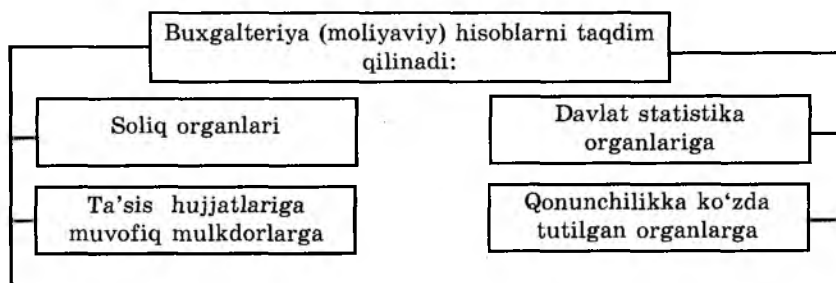 Buxgalteriya (moliyaviy) hisoblarni taqdim
qilinadi:
Soliq organlari
Davlat statistika
organlariga
Ta'sis hujjatlariga
muvofiq mulkdorlarga
Qonunchilikka ko‘zda
tutilgan organlarga